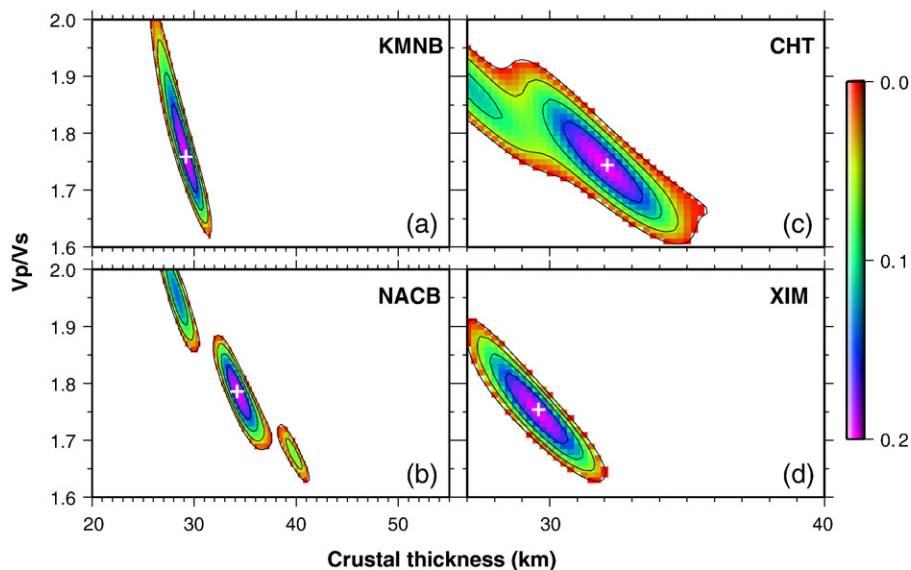 2.0
1.9
1.8
1.7
1.6
KMNB
(a)
CHT
(c)
0.0
0.1
0.2
Vp/Vs
2.0
1.9
1.8
1.7
1.6
NACB
(b)
XIM
(d)
20 30 40 50
30 40
Crustal thickness (km)